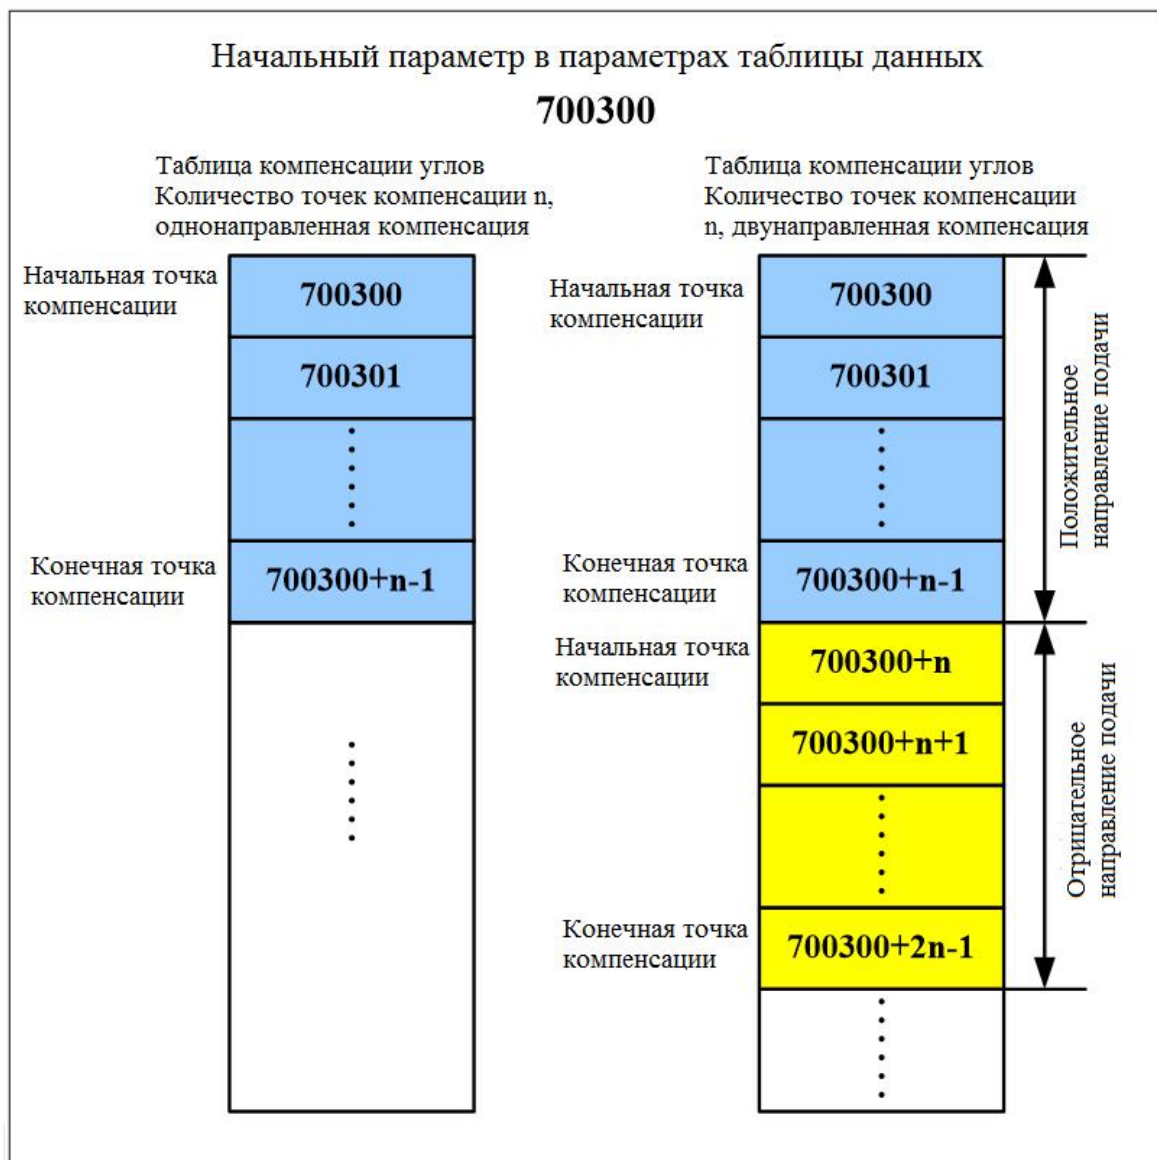 Начальный параметр в параметрах таблицы данных
700300
Таблица компенсации углов
Количество точек компенсации n,
однонаправленная компенсация
Начальная точка
компенсации
700300
700301
Конечная точка
компенсации
700300+n-1
Таблица компенсации углов
Количество точек компенсации
n, двунаправленная компенсация
Начальная точка
компенсации
700300
700301
Конечная точка
компенсации
700300+n-1
Положительное
направление подачи
Начальная точка
компенсации
700300+n
700300+n+1
Конечная точка
компенсации
700300+2n-1
Отрицательное
направление подачи